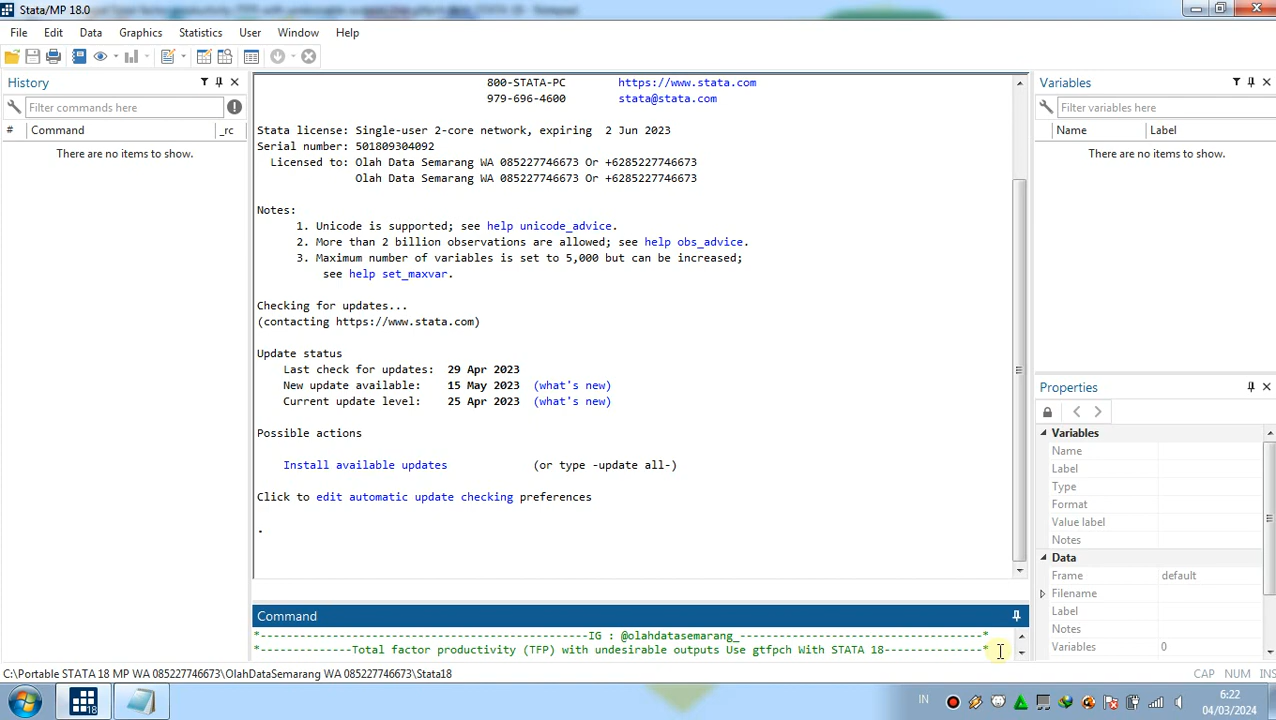 Stata/MP 18.0
File Edit Data Graphics Statistics User Window Help
History
Filter commands here
# Command _rc
There are no items to show.
800-STATA-PC https://www.stata.com
979-696-4600 stata@stata.com
Stata license: Single-user 2-core network, expiring 2 Jun 2023
Serial number: 501809304092
Licensed to: Olah Data Semarang WA 085227746673 Or +6285227746673
Olah Data Semarang WA 085227746673 Or +6285227746673
Notes:
1. Unicode is supported; see help unicode_advice.
2. More than 2 billion observations are allowed; see help obs_advice.
3. Maximum number of variables is set to 5,000 but can be increased;
see help set_maxvar.
Checking for updates...
(contacting https://www.stata.com)
Update status
Last check for updates: 29 Apr 2023
New update available: 15 May 2023 (what's new)
Current update level: 25 Apr 2023 (what's new)
Possible actions
Install available updates (or type -update all-)
Click to edit automatic update checking preferences
.
Command
*----------------------------------------IG : @olahdatasemarang_------------------------------*
*-----------Total factor productivity (TFP) with undesirable outputs Use gtfpch With STATA 18------------*
Variables
Filter variables here
Name Label
There are no items to show.
Properties
Variables
Name
Label
Type
Format
Value label
Notes
Data
Frame default
Filename
Label
Notes
Variables 0
C:\Portable STATA 18 MP WA 085227746673\OlahDataSemarang WA 085227746673\Stata18
CAP NUM INS
18
IN
6:22
04/03/2024